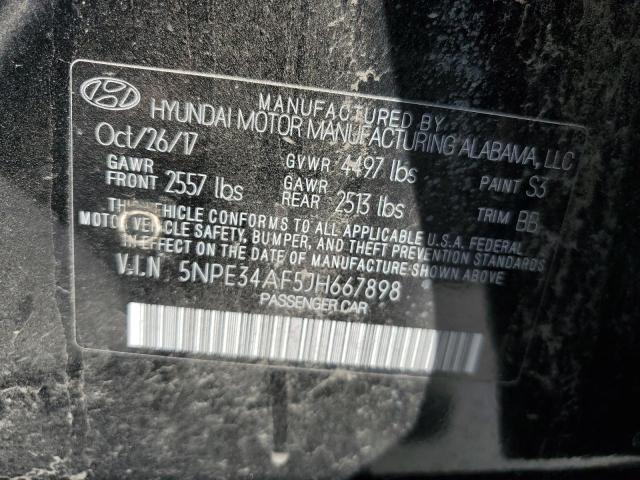 MANUFACTURED BY
HYUNDAI MOTOR MANUFACTURING ALABAMA, LLC
Oct/26/17 GVWR 4497 lbs PAINT S3
GAWR FRONT 2557 lbs GAWR REAR 2513 lbs TRIM BB
THIS VEHICLE CONFORMS TO ALL APPLICABLE U.S.A. FEDERAL
MOTOR VEHICLE SAFETY, BUMPER, AND THEFT PREVENTION STANDARDS
IN EFFECT ON THE DATE OF MANUFACTURE SHOWN ABOVE.
V.I.N 5NPE34AF5JH667898
PASSENGER CAR